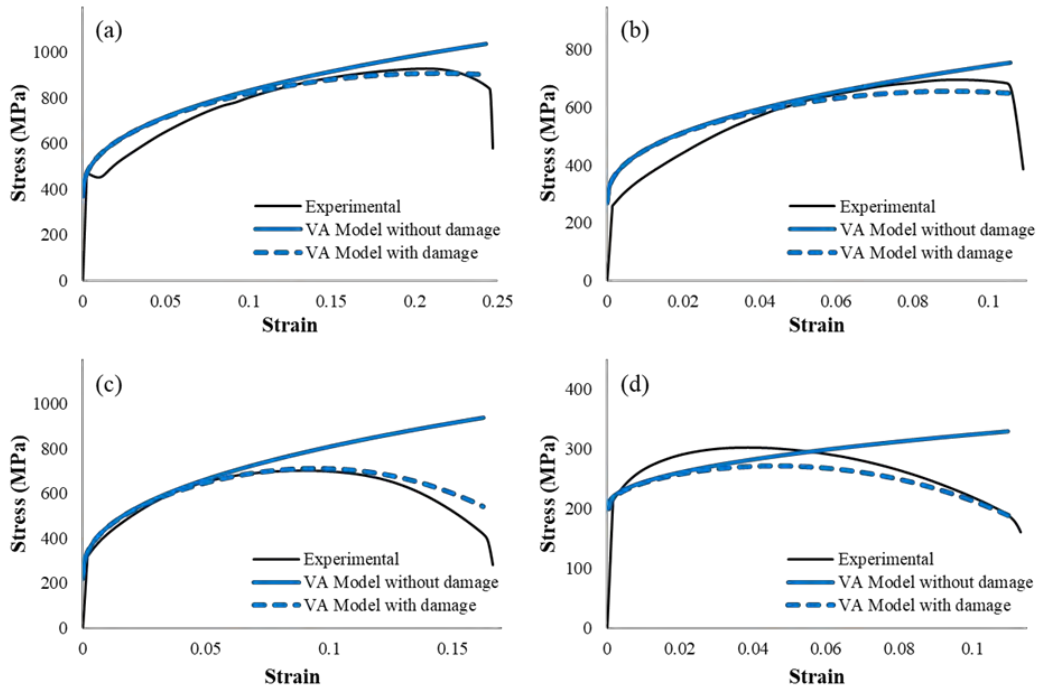 (a)
Stress (MPa)
1000
800
600
400
200
0
Experimental
VA Model without damage
VA Model with damage
0 0.05 0.1 0.15 0.2 0.25
Strain
(b)
Stress (MPa)
800
600
400
200
0
Experimental
VA Model without damage
VA Model with damage
0 0.02 0.04 0.06 0.08 0.1
Strain
(c)
Stress (MPa)
1000
800
600
400
200
0
Experimental
VA Model without damage
VA Model with damage
0 0.05 0.1 0.15
Strain
(d)
Stress (MPa)
400
300
200
100
0
Experimental
VA Model without damage
VA Model with damage
0 0.02 0.04 0.06 0.08 0.1
Strain